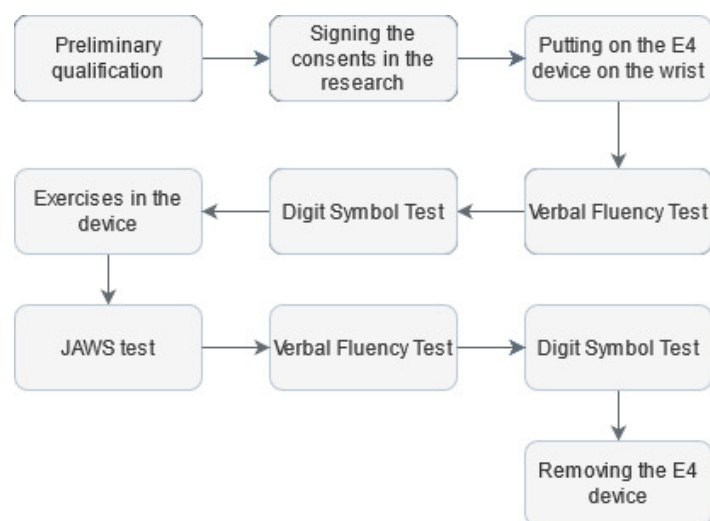 Preliminary
qualification
Signing the
consents in the
research
Putting on the E4
device on the wrist
Verbal Fluency Test
Digit Symbol Test
Exercises in the
device
JAWS test
Verbal Fluency Test
Digit Symbol Test
Removing the E4
device